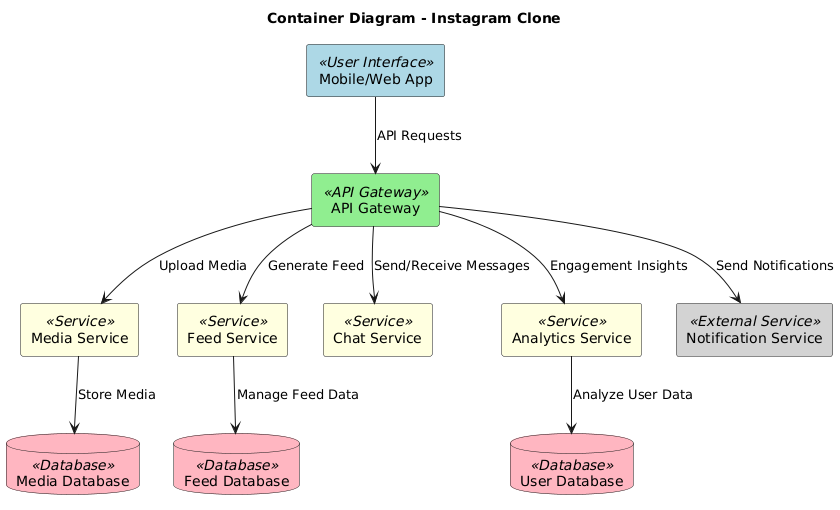 Container Diagram - Instagram Clone
«User Interface»
Mobile/Web App
API Requests
«API Gateway»
API Gateway
Upload Media
Generate Feed
Send/Receive Messages
Engagement Insights
Send Notifications
«Service»
Media Service
«Service»
Feed Service
«Service»
Chat Service
«Service»
Analytics Service
«External Service»
Notification Service
Store Media
Manage Feed Data
Analyze User Data
«Database»
Media Database
«Database»
Feed Database
«Database»
User Database